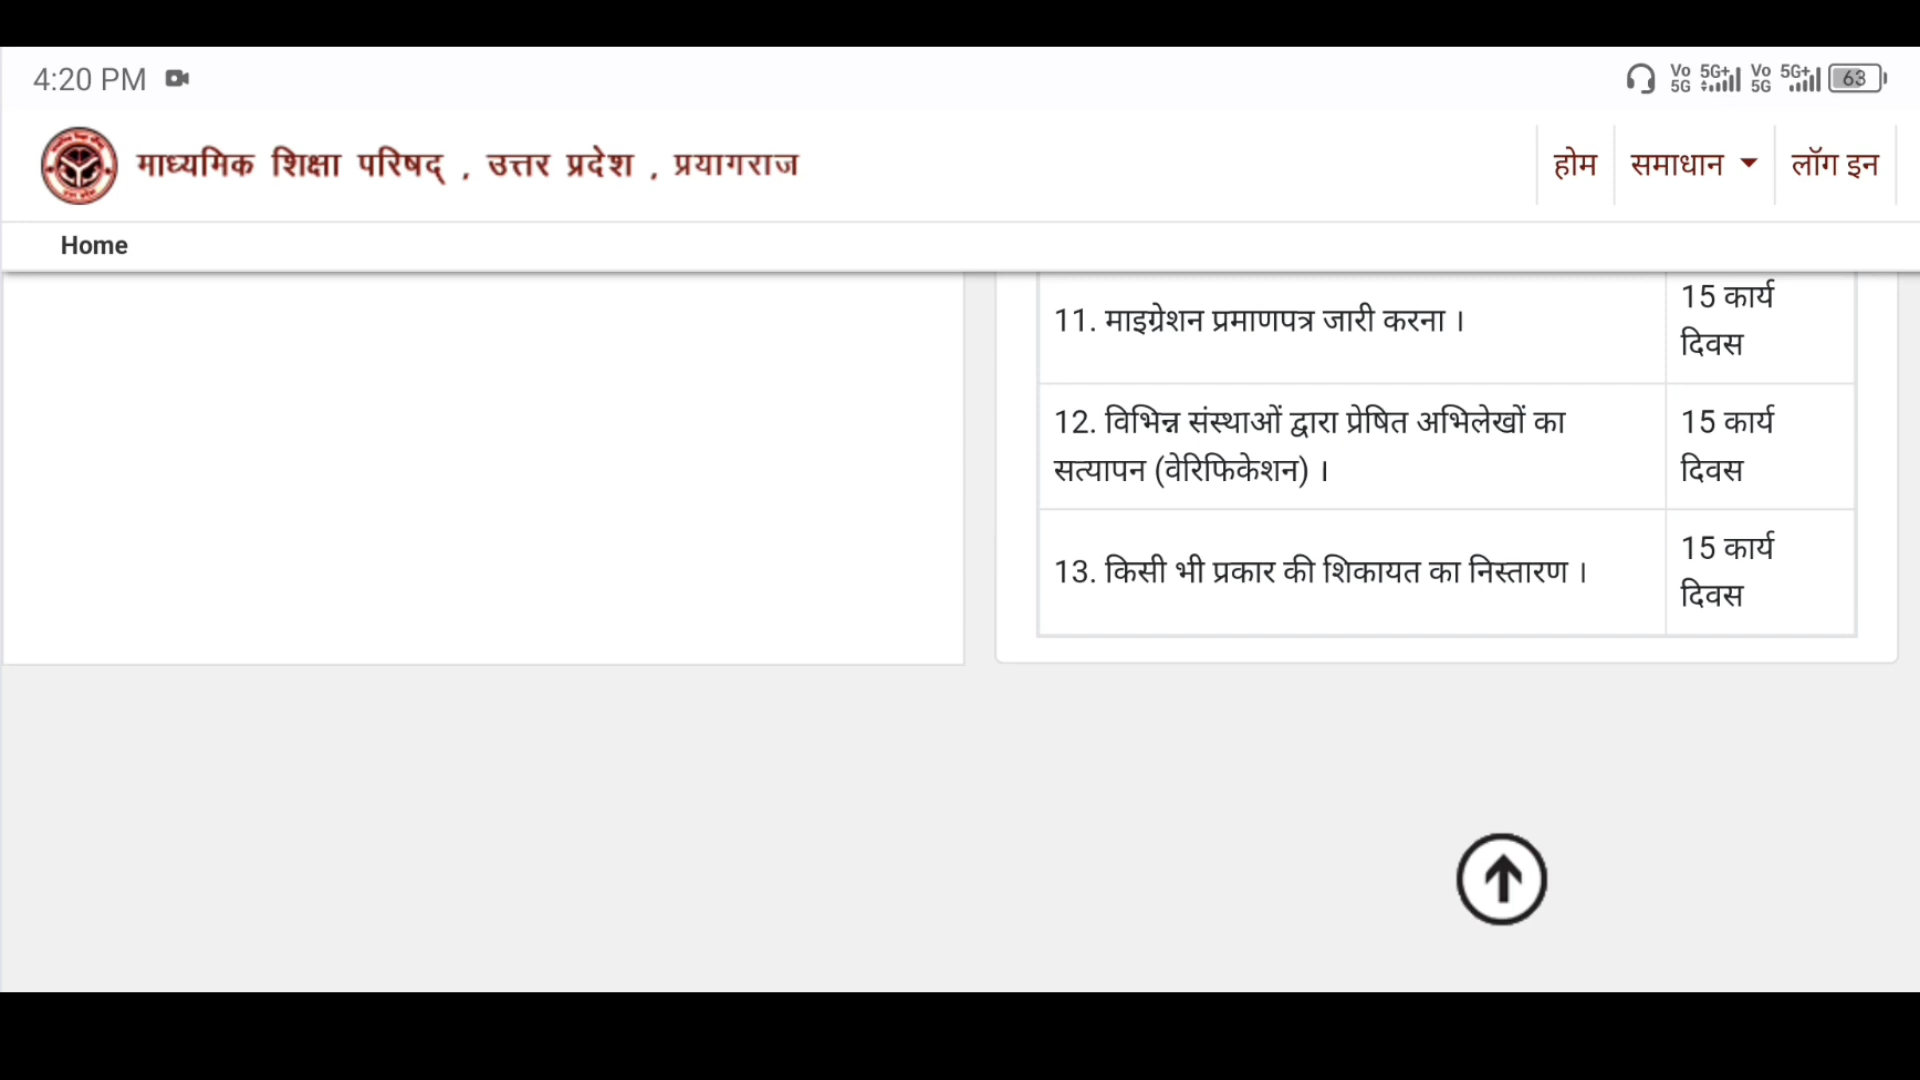 4:20 PM
Vo 5G 5G+ Vo 5G 5G+ 63
माध्यमिक शिक्षा परिषद् , उत्तर प्रदेश , प्रयागराज
होम समाधान लॉग इन
Home
11. माइग्रेशन प्रमाणपत्र जारी करना ।
15 कार्य
दिवस
12. विभिन्न संस्थाओं द्वारा प्रेषित अभिलेखों का
सत्यापन (वेरिफिकेशन) ।
15 कार्य
दिवस
13. किसी भी प्रकार की शिकायत का निस्तारण ।
15 कार्य
दिवस